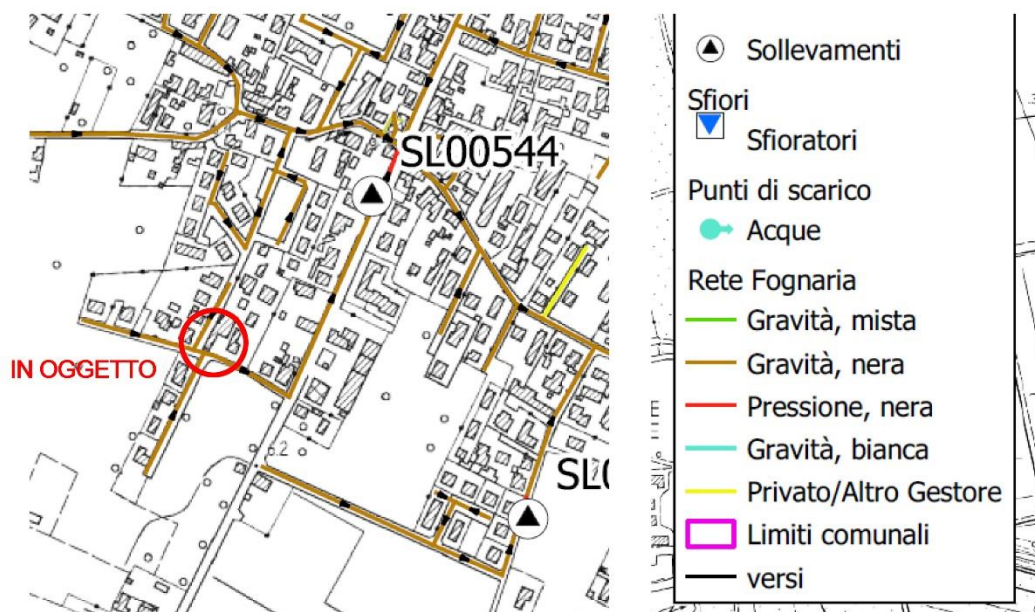 SL00544
IN OGGETTO
6.2
SL0
Sollevamenti
Sfiori
Sfioratori
Punti di scarico
Acque
Rete Fognaria
Gravità, mista
Gravità, nera
Pressione, nera
Gravità, bianca
Privato/Altro Gestore
Limiti comunali
versi